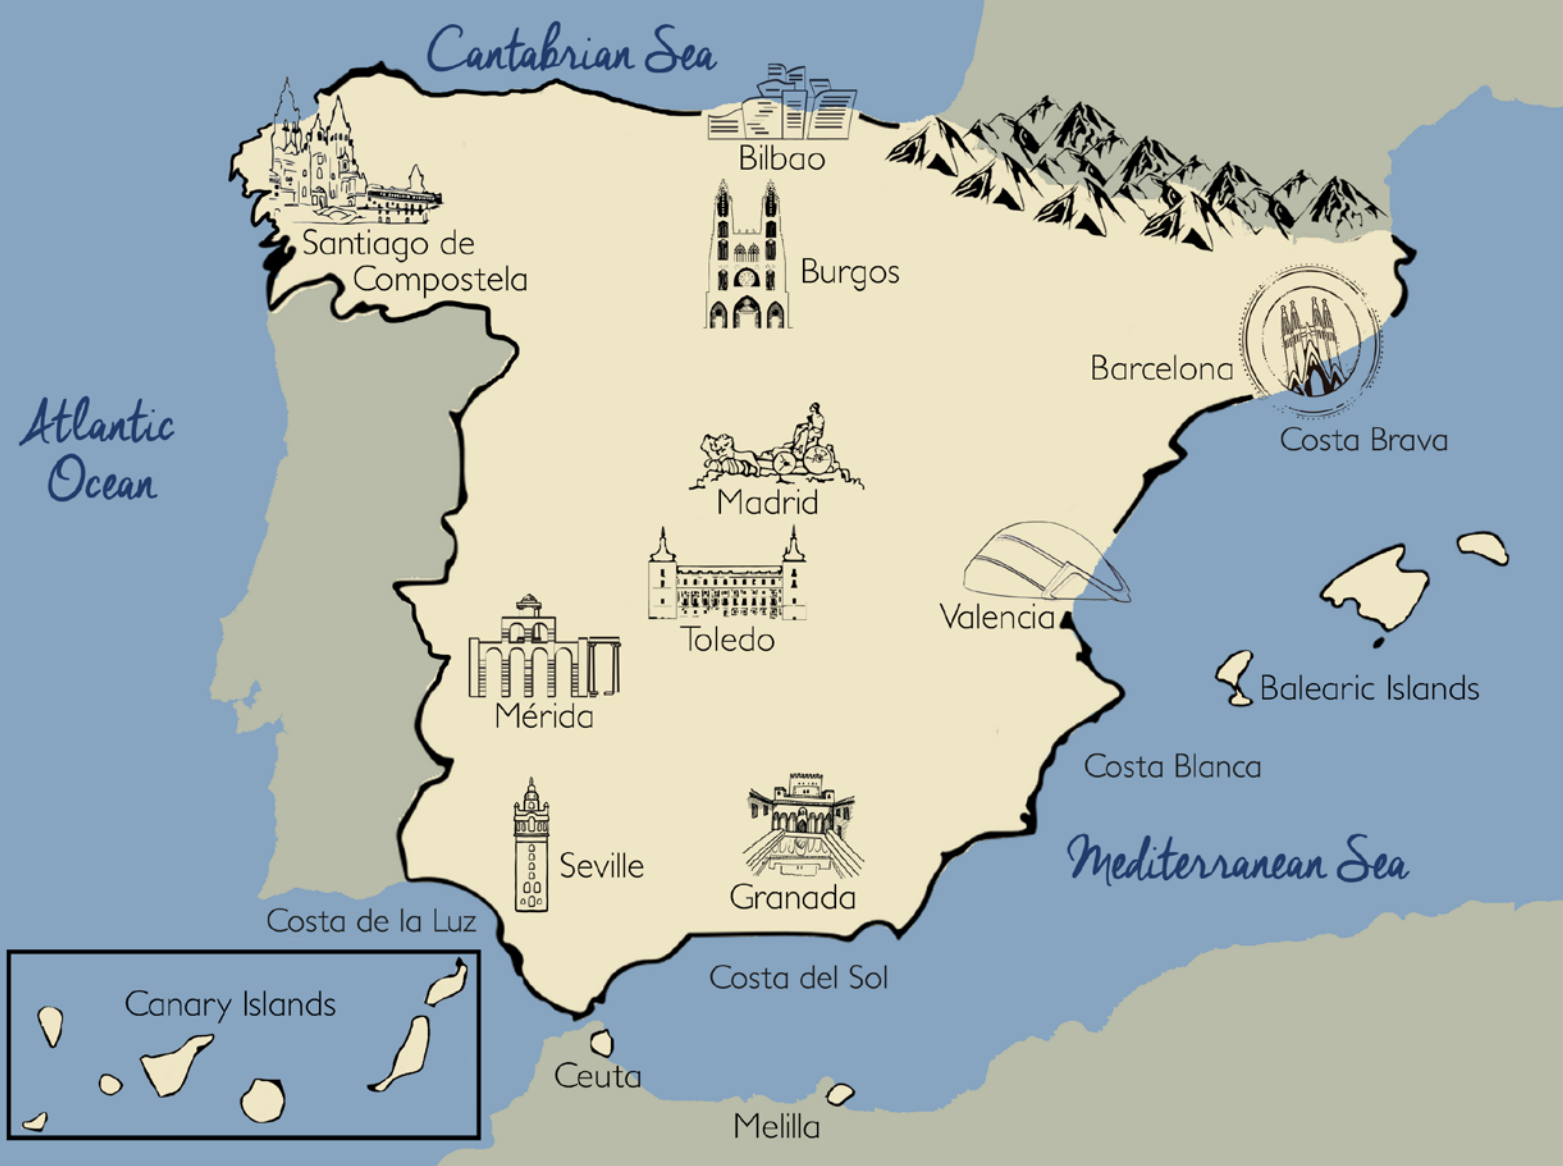 Cantabrian Sea
Bilbao
Santiago de
Compostela
Burgos
Barcelona
Atlantic
Ocean
Costa Brava
Madrid
Valencia
Toledo
Balearic Islands
Mérida
Costa Blanca
Mediterranean Sea
Seville
Granada
Costa de la Luz
Costa del Sol
Canary Islands
Ceuta
Melilla